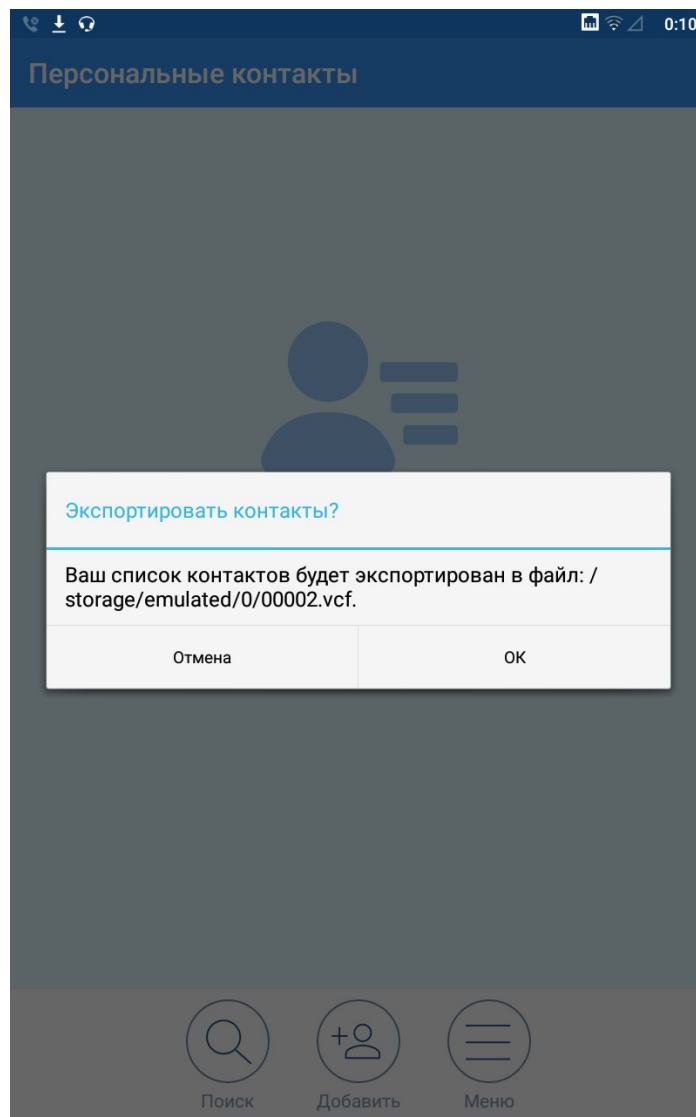 0:10
Персональные контакты
Экспортировать контакты?
Ваш список контактов будет экспортирован в файл: /
storage/emulated/0/00002.vcf.
Отмена
ОК
Поиск
Добавить
Меню